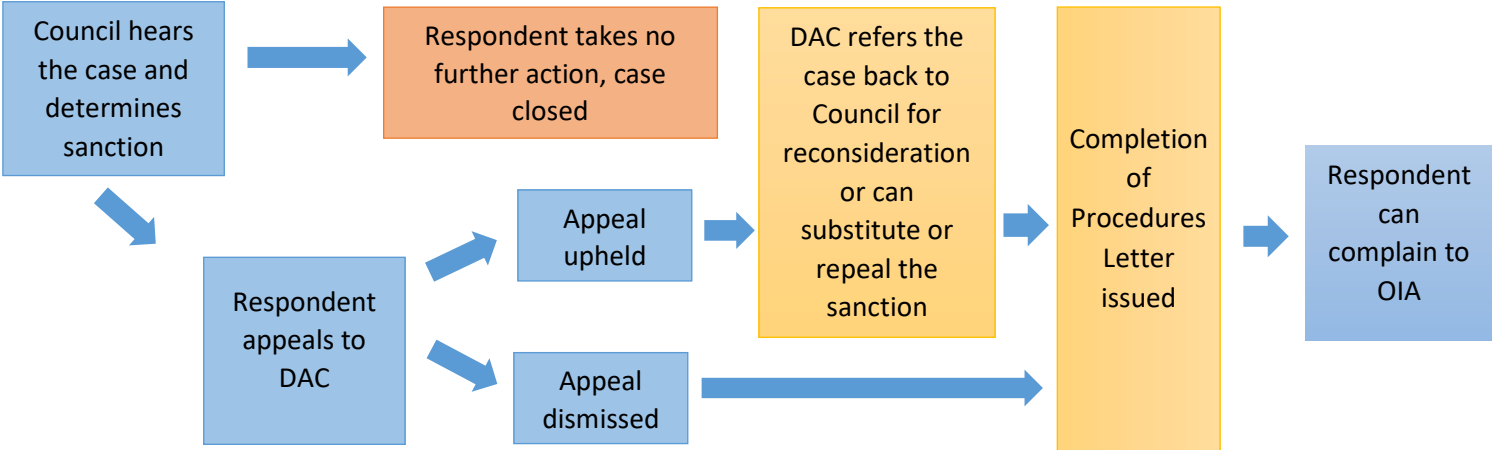 Council hears
the case and
determines
sanction
Respondent takes no
further action, case
closed
Respondent
appeals to
DAC
Appeal
upheld
Appeal
dismissed
DAC refers the
case back to
Council for
reconsideration
or can
substitute or
repeal the
sanction
Completion
of
Procedures
Letter
issued
Respondent
can
complain to
OIA